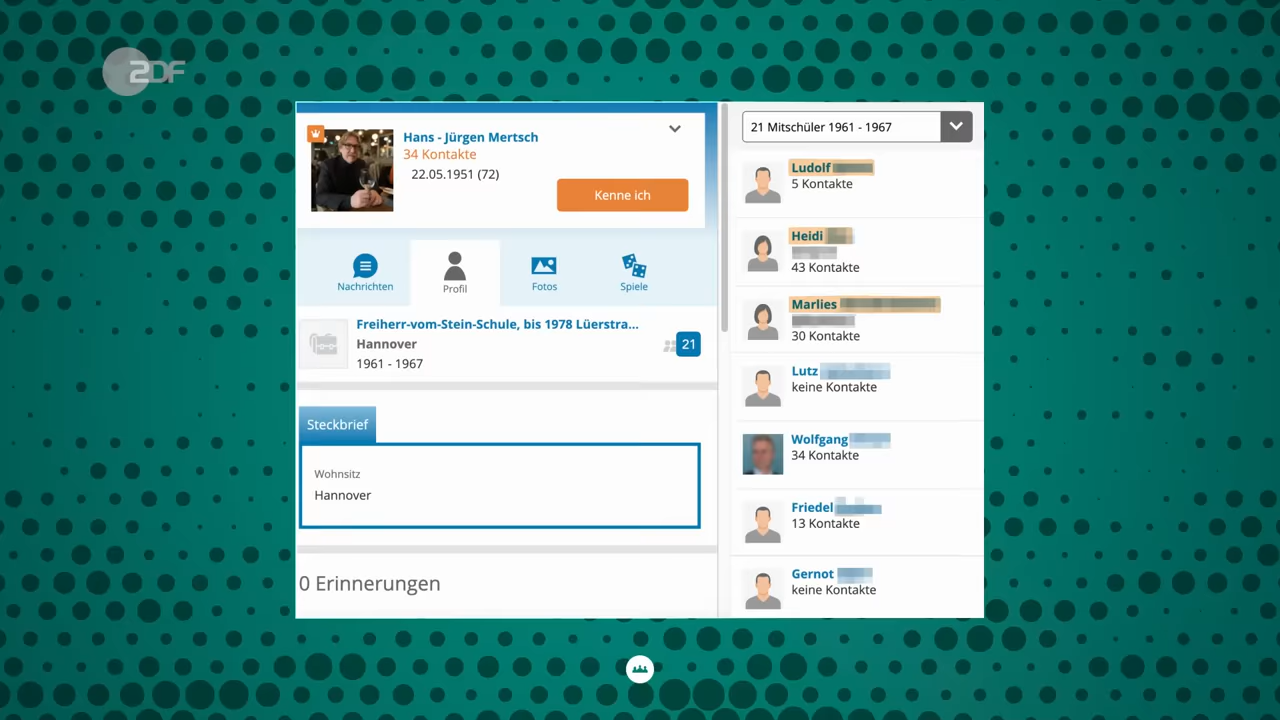 ZDF
Hans - Jürgen Mertsch
34 Kontakte
22.05.1951 (72)
Kenne ich
Nachrichten
Profil
Fotos
Spiele
Freiherr-vom-Stein-Schule, bis 1978 Lüerstra...
Hannover
1961 - 1967
21
Steckbrief
Wohnsitz
Hannover
0 Erinnerungen
21 Mitschüler 1961 - 1967
Ludolf
5 Kontakte
Heidi
43 Kontakte
Marlies
30 Kontakte
Lutz
keine Kontakte
Wolfgang
34 Kontakte
Friedel
13 Kontakte
Gernot
keine Kontakte